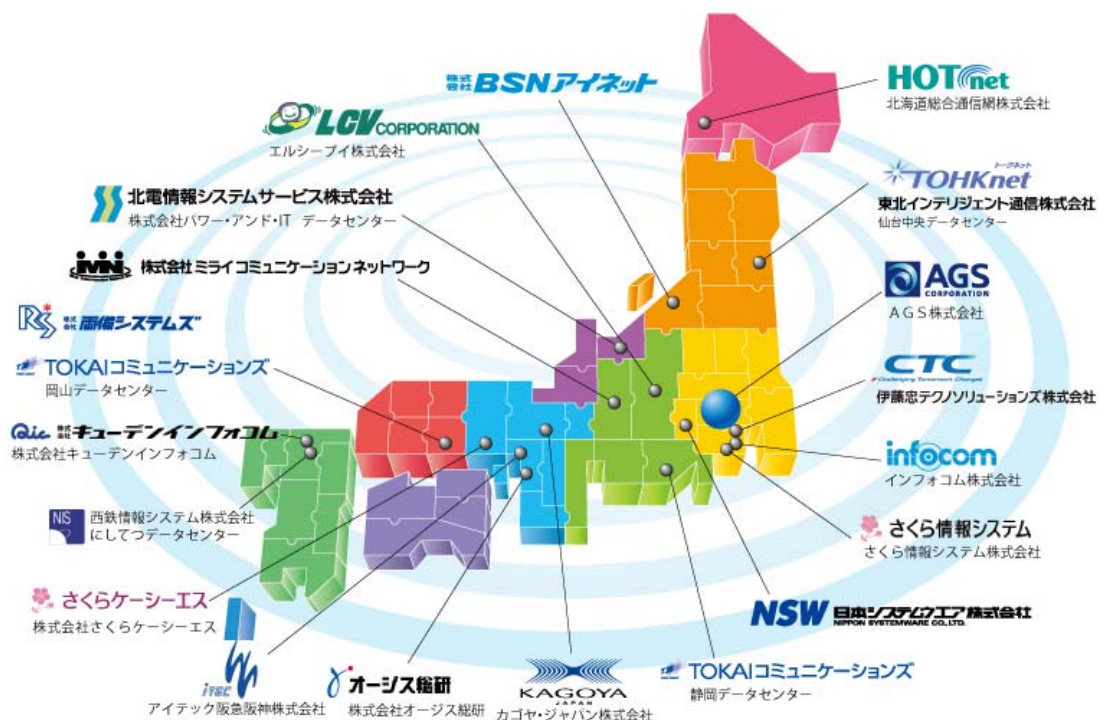 HOTnet
北海道総合通信網株式会社
株式会社 BSNアイネット
LCV CORPORATION
エルシーブイ株式会社
トークネット
TOHKnet
東北インテリジェント通信株式会社
仙台中央データセンター
北電情報システムサービス株式会社
株式会社パワー・アンド・IT データセンター
MN 株式会社ミライコミュニケーションネットワーク
AGS
CORPORATION
AGS株式会社
RS 株式会社 両備システムズ
TOKAIコミュニケーションズ
岡山データセンター
CTC
Challenging Tomorrow's Changes
伊藤忠テクノソリューションズ株式会社
Qic 株式会社 キューデンインフォコム
株式会社キューデンインフォコム
infocom
インフォコム株式会社
NIS 西鉄情報システム株式会社
にしてつデータセンター
さくら情報システム
さくら情報システム株式会社
さくらケーシーエス
株式会社さくらケーシーエス
NSW 日本システムウエア株式会社
NIPPON SYSTEMWARE CO.,LTD.
iTEC
アイテック阪急阪神株式会社
オージス総研
株式会社オージス総研
KAGOYA
JAPAN
カゴヤ・ジャパン株式会社
TOKAIコミュニケーションズ
静岡データセンター